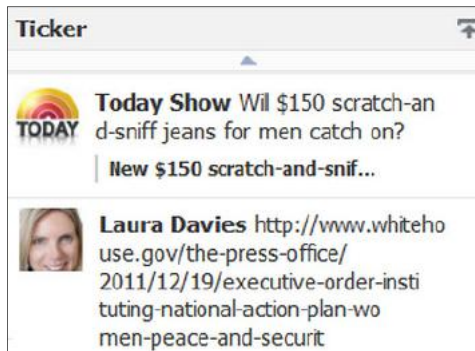 Ticker
TODAY
Today Show Will $150 scratch-an
d-sniff jeans for men catch on?
New $150 scratch-and-snif...
Laura Davies http://www.whiteho
use.gov/the-press-office/
2011/12/19/executive-order-insti
tuting-national-action-plan-wo
men-peace-and-securit